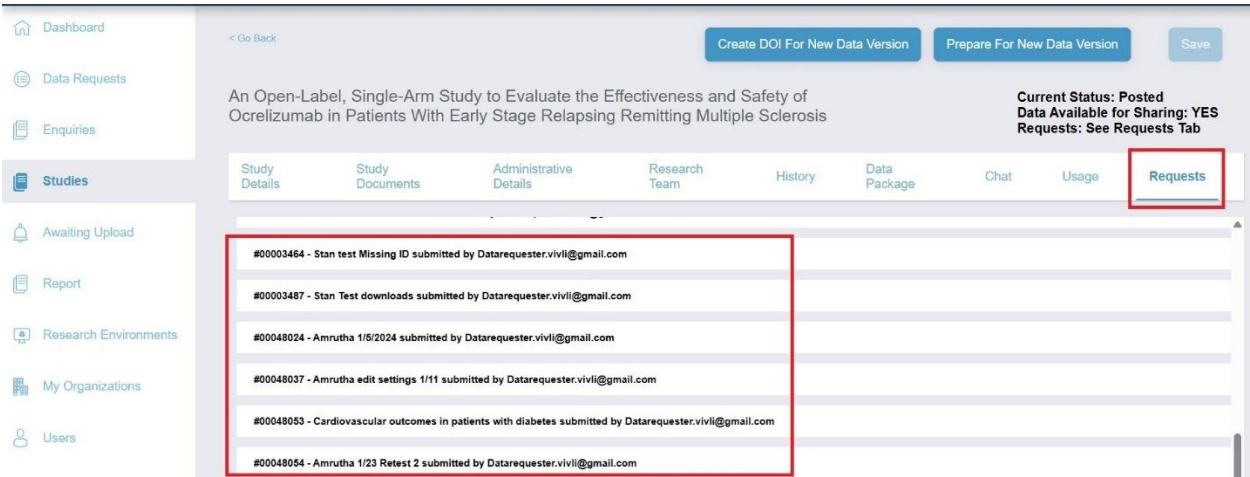 Dashboard
Data Requests
Enquiries
Studies
Awaiting Upload
Report
Research Environments
My Organizations
Users
< Go Back
Create DOI For New Data Version
Prepare For New Data Version
Save
An Open-Label, Single-Arm Study to Evaluate the Effectiveness and Safety of
Ocrelizumab in Patients With Early Stage Relapsing Remitting Multiple Sclerosis
Current Status: Posted
Data Available for Sharing: YES
Requests: See Requests Tab
Study
Details
Study
Documents
Administrative
Details
Research
Team
History
Data
Package
Chat
Usage
Requests
#00003464 - Stan test Missing ID submitted by Datarequester.vivli@gmail.com
#00003487 - Stan Test downloads submitted by Datarequester.vivli@gmail.com
#00048024 - Amrutha 1/5/2024 submitted by Datarequester.vivli@gmail.com
#00048037 - Amrutha edit settings 1/11 submitted by Datarequester.vivli@gmail.com
#00048053 - Cardiovascular outcomes in patients with diabetes submitted by Datarequester.vivli@gmail.com
#00048054 - Amrutha 1/23 Retest 2 submitted by Datarequester.vivli@gmail.com